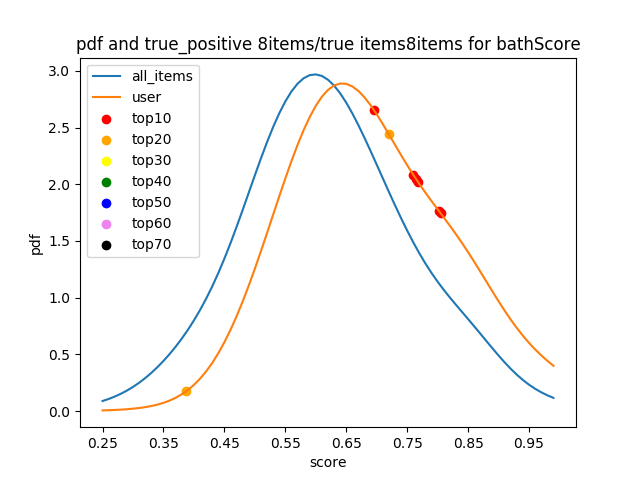 pdf and true_positive 8items/true items8items for bathScore
all_items
user
top10
top20
top30
top40
top50
top60
top70
pdf
3.0
2.5
2.0
1.5
1.0
0.5
0.0
0.25 0.35 0.45 0.55 0.65 0.75 0.85 0.95
score